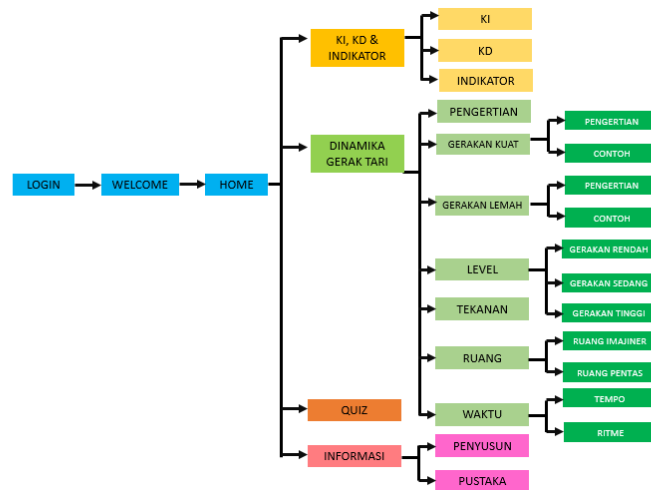 KI
KI, KD &
INDIKATOR
KD
INDIKATOR
PENGERTIAN
PENGERTIAN
DINAMIKA
GERAK TARI
GERAKAN KUAT
CONTOH
LOGIN
WELCOME
HOME
PENGERTIAN
GERAKAN LEMAH
CONTOH
GERAKAN RENDAH
LEVEL
GERAKAN SEDANG
TEKANAN
GERAKAN TINGGI
RUANG IMAJINER
RUANG
RUANG PENTAS
TEMPO
QUIZ
WAKTU
RITME
PENYUSUN
INFORMASI
PUSTAKA